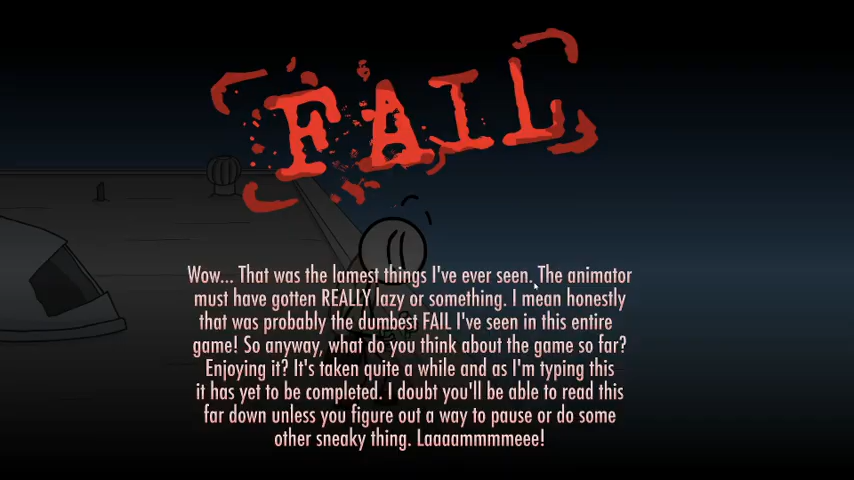 FAIL
Wow... That was the lamest things I've ever seen. The animator
must have gotten REALLY lazy or something. I mean honestly
that was probably the dumbest FAIL I've seen in this entire
game! So anyway, what do you think about the game so far?
Enjoying it? It's taken quite a while and as I'm typing this
it has yet to be completed. I doubt you'll be able to read this
far down unless you figure out a way to pause or do some
other sneaky thing. Laaaammmmeee!